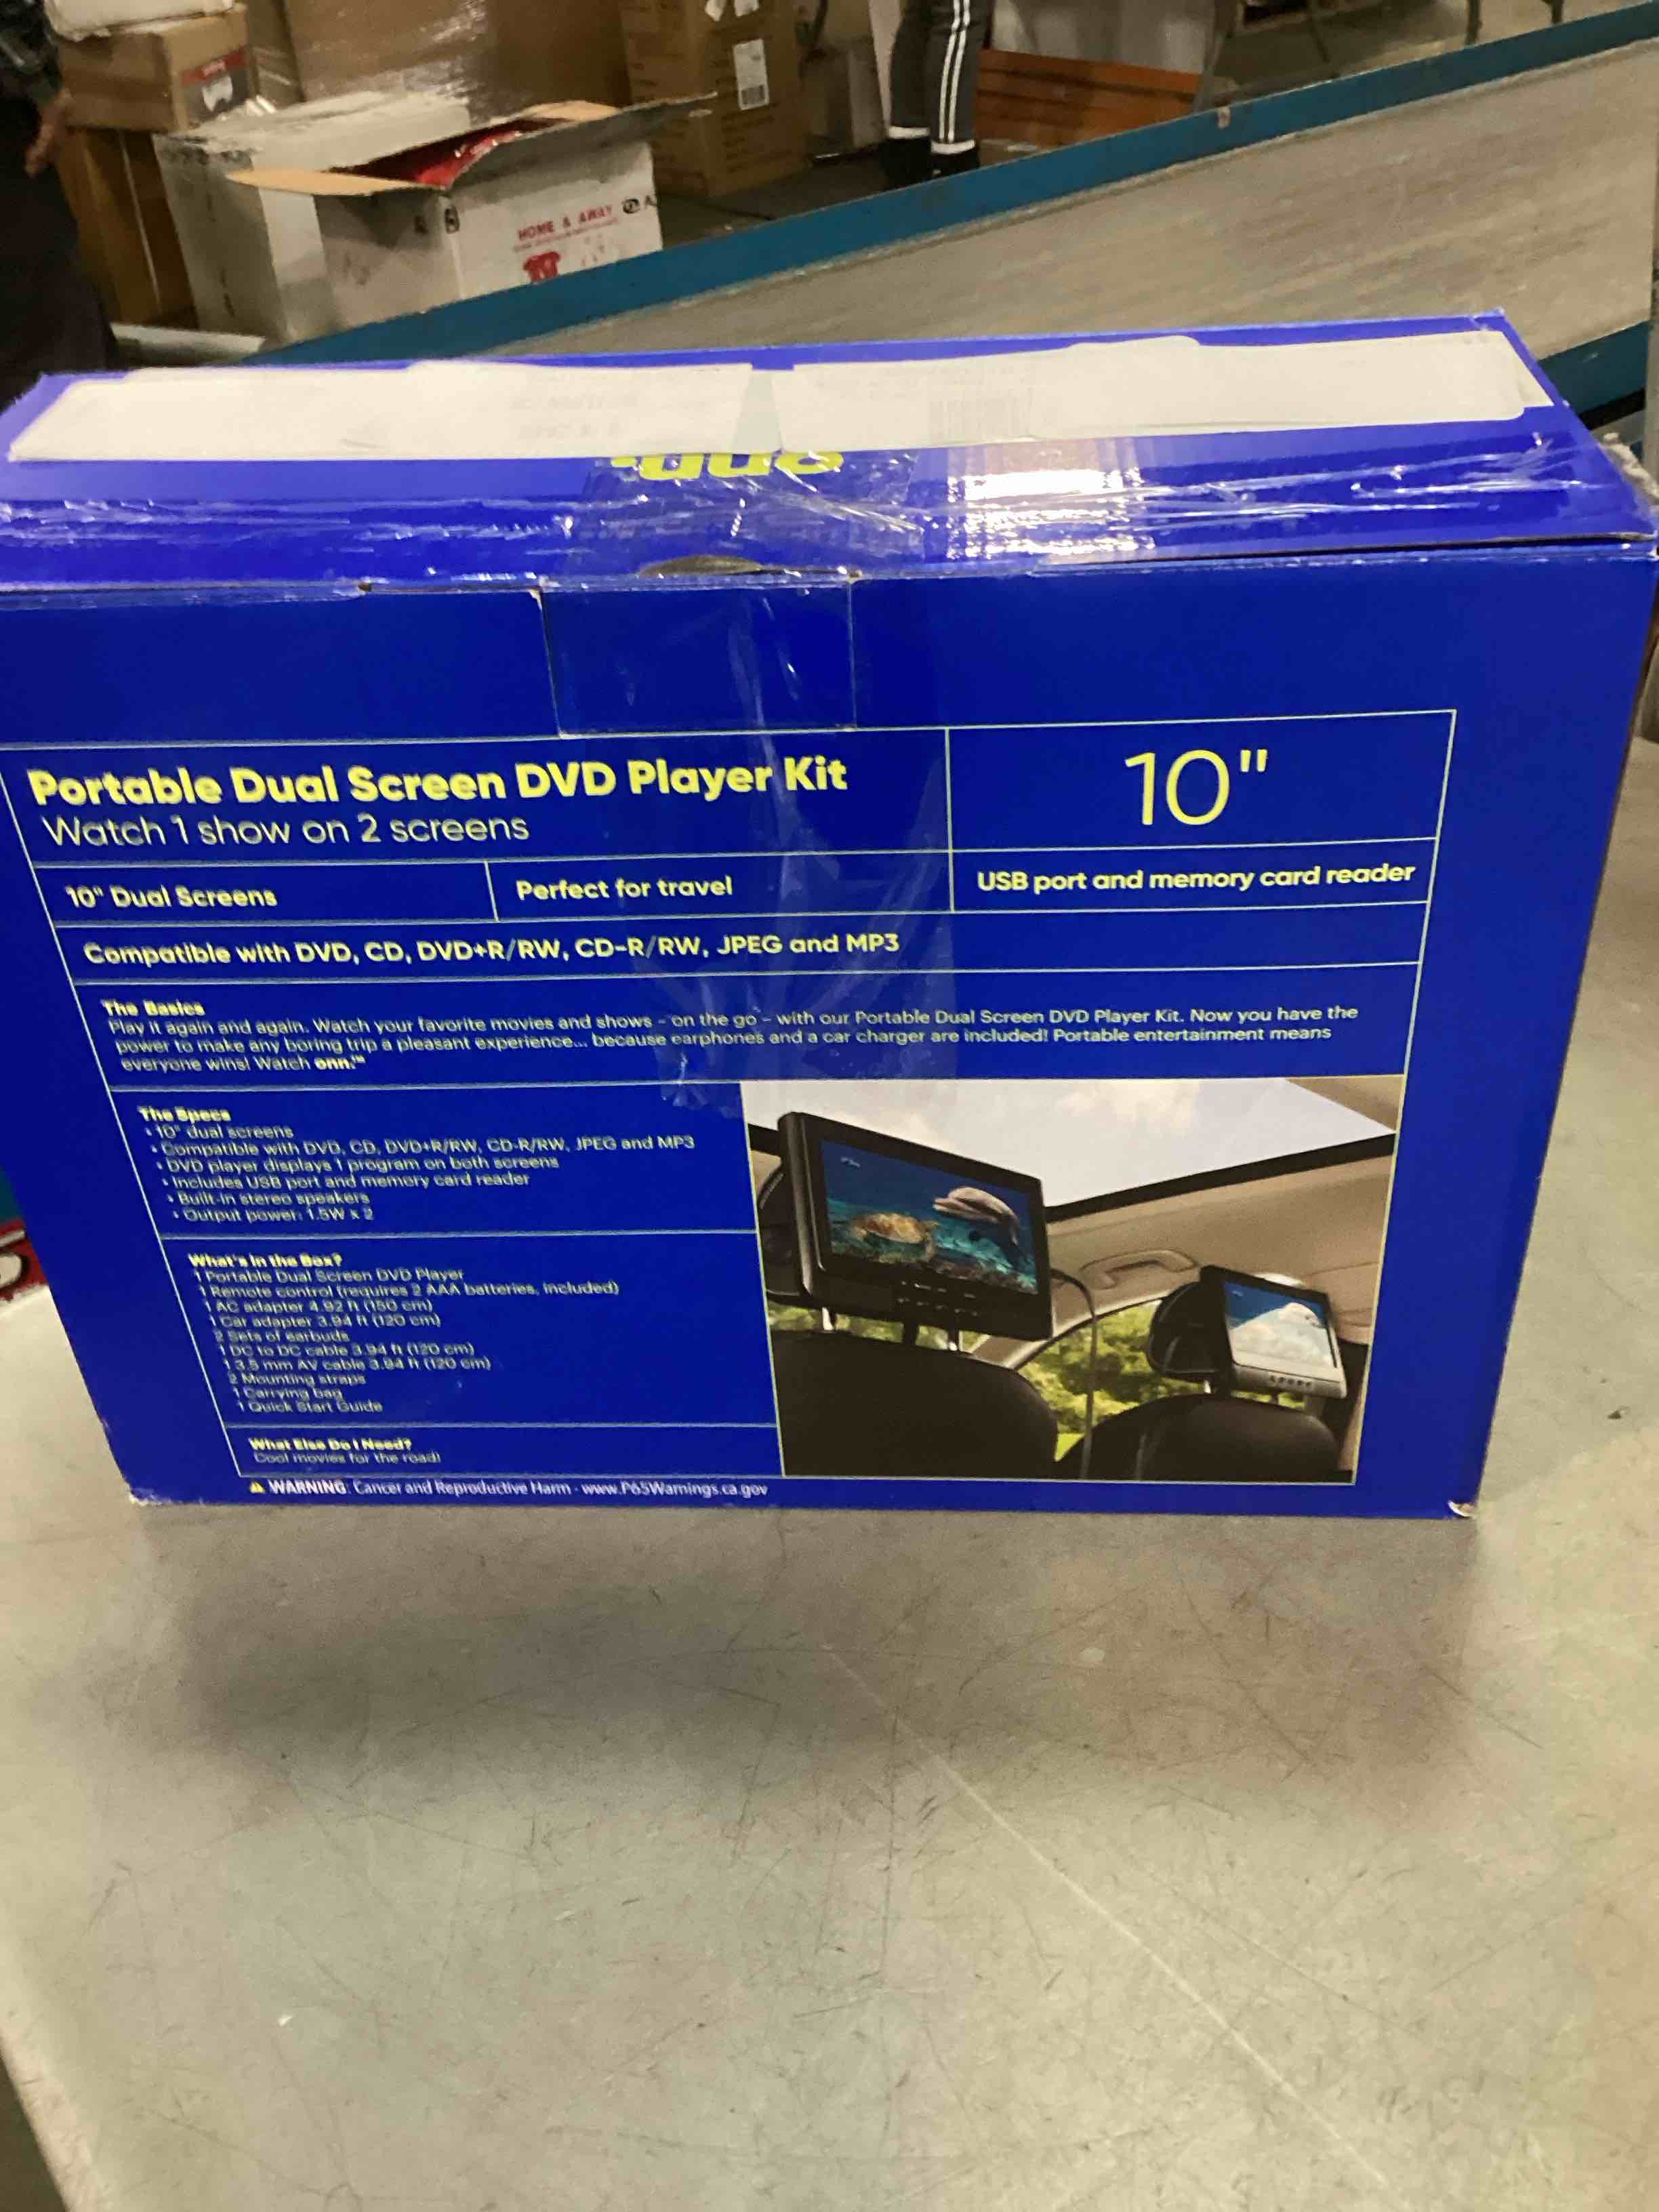 HOME & AWAY
onn.
Portable Dual Screen DVD Player Kit
Watch 1 show on 2 screens
10"
10" Dual Screens
Perfect for travel
USB port and memory card reader
Compatible with DVD, CD, DVD+R/RW, CD-R/RW, JPEG and MP3
The Basics
Play it again and again. Watch your favorite movies and shows - on the go - with our Portable Dual Screen DVD Player Kit. Now you have the
power to make any boring trip a pleasant experience... because earphones and a car charger are included! Portable entertainment means
everyone wins! Watch onn.™
The Specs
• 10" dual screens
• Compatible with DVD, CD, DVD+R/RW, CD-R/RW, JPEG and MP3
• DVD player displays 1 program on both screens
• Includes USB port and memory card reader
• Built-in stereo speakers
• Output power: 1.5W x 2
What's In the Box?
1 Portable Dual Screen DVD Player
1 Remote control (requires 2 AAA batteries, included)
1 AC adapter 4.92 ft (150 cm)
1 Car adapter 3.94 ft (120 cm)
2 Sets of earbuds
1 DC to DC cable 3.94 ft (120 cm)
1 3.5 mm AV cable 3.94 ft (120 cm)
2 Mounting straps
1 Carrying bag
1 Quick Start Guide
What Else Do I Need?
Cool movies for the road!
⚠ WARNING: Cancer and Reproductive Harm - www.P65Warnings.ca.gov